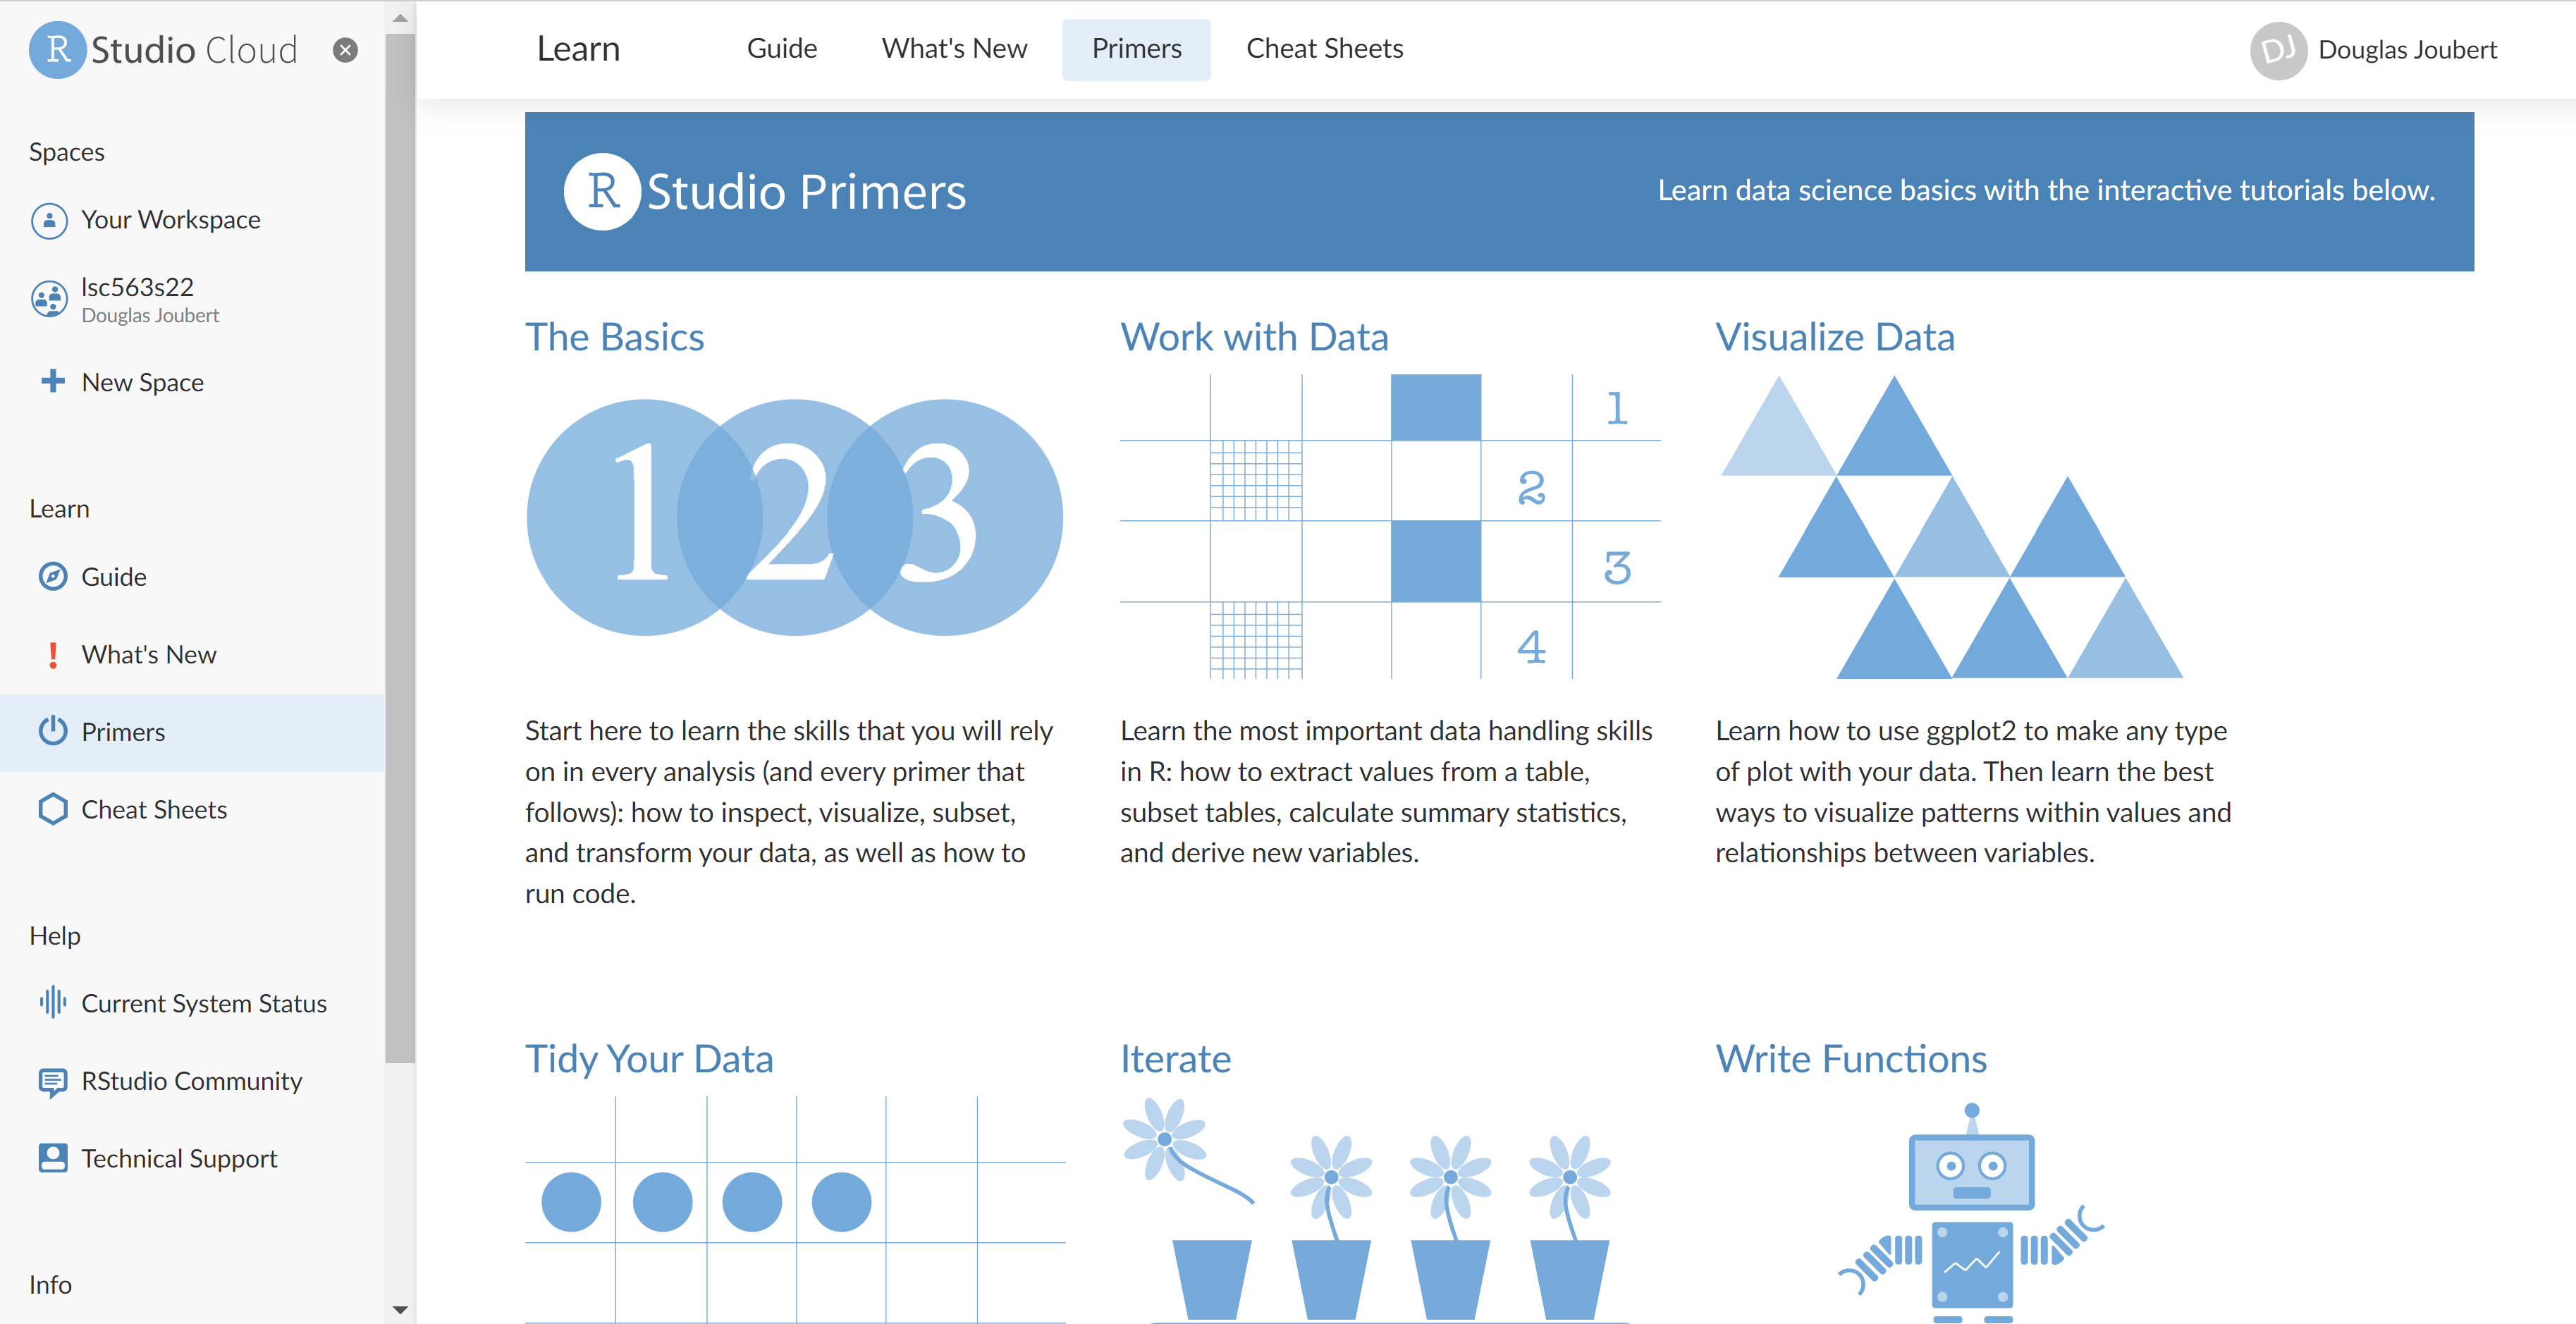 R Studio Cloud
Spaces
Your Workspace
lsc563s22
Douglas Joubert
New Space
Learn
Guide
What's New
Primers
Cheat Sheets
Help
Current System Status
RStudio Community
Technical Support
Info
Learn Guide What's New Primers Cheat Sheets DJ Douglas Joubert
R Studio Primers Learn data science basics with the interactive tutorials below.
The Basics
1 2 3
Start here to learn the skills that you will rely
on in every analysis (and every primer that
follows): how to inspect, visualize, subset,
and transform your data, as well as how to
run code.
Work with Data
1
2
3
4
Learn the most important data handling skills
in R: how to extract values from a table,
subset tables, calculate summary statistics,
and derive new variables.
Visualize Data
Learn how to use ggplot2 to make any type
of plot with your data. Then learn the best
ways to visualize patterns within values and
relationships between variables.
Tidy Your Data
Iterate
Write Functions